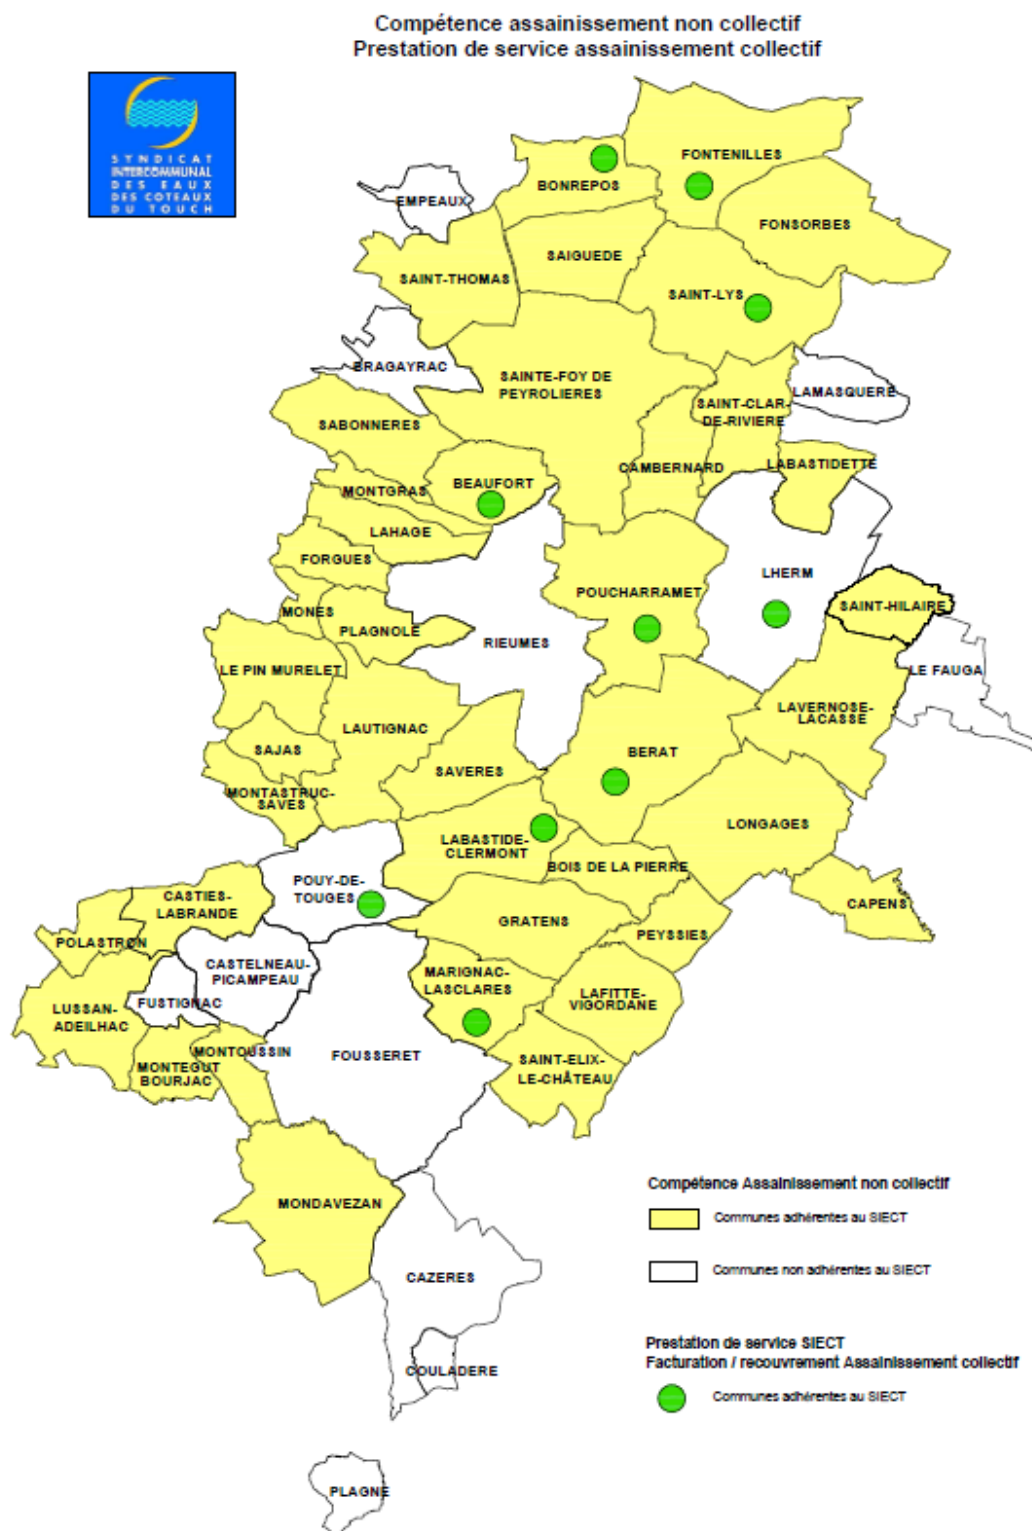 Compétence assainissement non collectif
Prestation de service assainissement collectif
SYNDICAT
INTERCOMMUNAL
DES EAUX
DES COTEAUX
DU TOUCH
FONTENILLES
BONREPOS
EMPEAUX
FONSORBES
SAIGUEDE
SAINT-THOMAS
SAINT-LYS
BRAGAYRAC
SAINTE-FOY DE
PEYROLIERES
LAMASQUERE
SAINT-CLAR-
DE-RIVIERE
SABONNERES
LABASTIDETTE
CAMBERNARD
BEAUFORT
MONTGRAS
LAHAGE
FORGUES
LHERM
POUCHARRAMET
SAINT-HILAIRE
MONES
PLAGNOLE
RIEUMES
LE PIN MURELET
LE FAUGA
LAVERNOSE-
LACASSE
LAUTIGNAC
SAJAS
BERAT
SAVERES
MONTASTRUC-
SAVES
LONGAGES
LABASTIDE-
CLERMONT
BOIS DE LA PIERRE
POUY-DE-
TOUGES
CASTIES-
LABRANDE
CAPENS
GRATENS
PEYSSIES
POLASTRON
CASTELNEAU-
PICAMPEAU
MARIGNAC-
LASCLARES
LAFITTE-
VIGORDANE
FUSTIGNAC
LUSSAN-
ADEILHAC
MONTOUSSIN
FOUSSERET
MONTEGUT
BOURJAC
SAINT-ELIX-
LE-CHÂTEAU
MONDAVEZAN
CAZERES
COULADERE
PLAGNE
Compétence Assainissement non collectif
Communes adhérentes au SIECT
Communes non adhérentes au SIECT
Prestation de service SIECT
Facturation / recouvrement Assainissement collectif
Communes adhérentes au SIECT